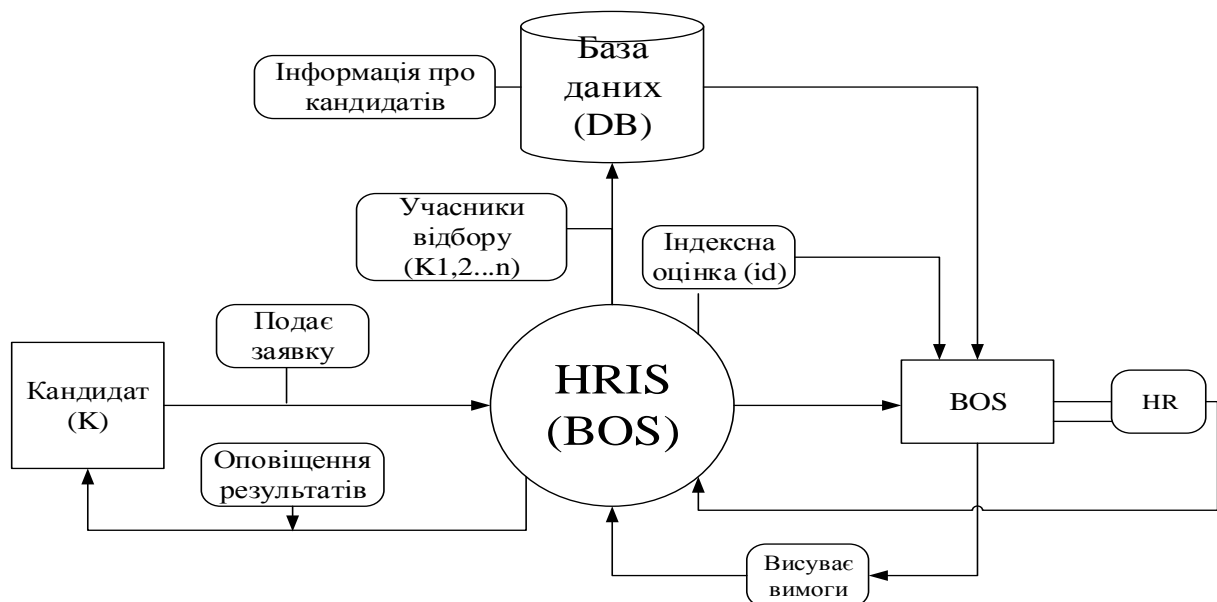 База
даних
(DB)
Інформація про
кандидатів
Учасники
відбору
(K1,2...n)
Індексна
оцінка (id)
Подає
заявку
Кандидат
(K)
HRIS
(BOS)
BOS
HR
Оповіщення
результатів
Висуває
вимоги